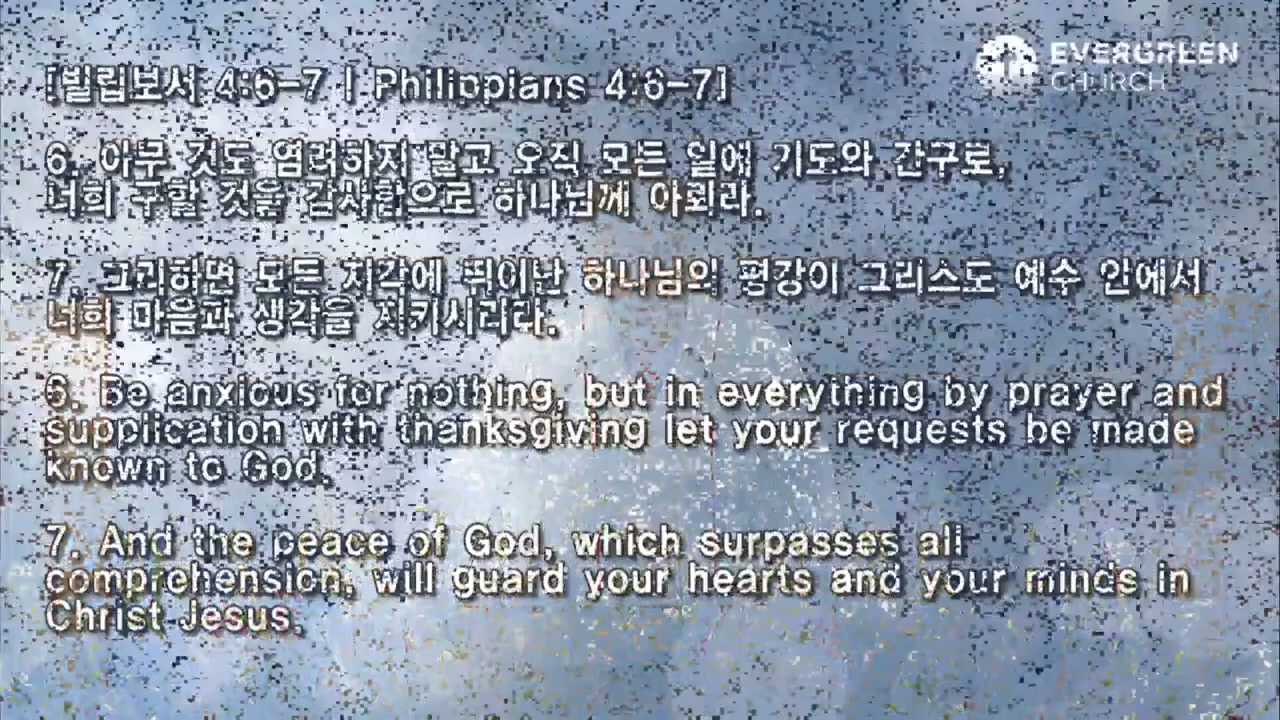 EVERGREEN
CHURCH
[빌립보서 4:6-7 | Philippians 4:6-7]
6. 아무 것도 염려하지 말고 오직 모든 일에 기도와 간구로,
너희 구할 것을 감사함으로 하나님께 아뢰라.
7. 그리하면 모든 지각에 뛰어난 하나님의 평강이 그리스도 예수 안에서
너희 마음과 생각을 지키시리라.
6. Be anxious for nothing, but in everything by prayer and
supplication with thanksgiving let your requests be made
known to God.
7. And the peace of God, which surpasses all
comprehension, will guard your hearts and your minds in
Christ Jesus.